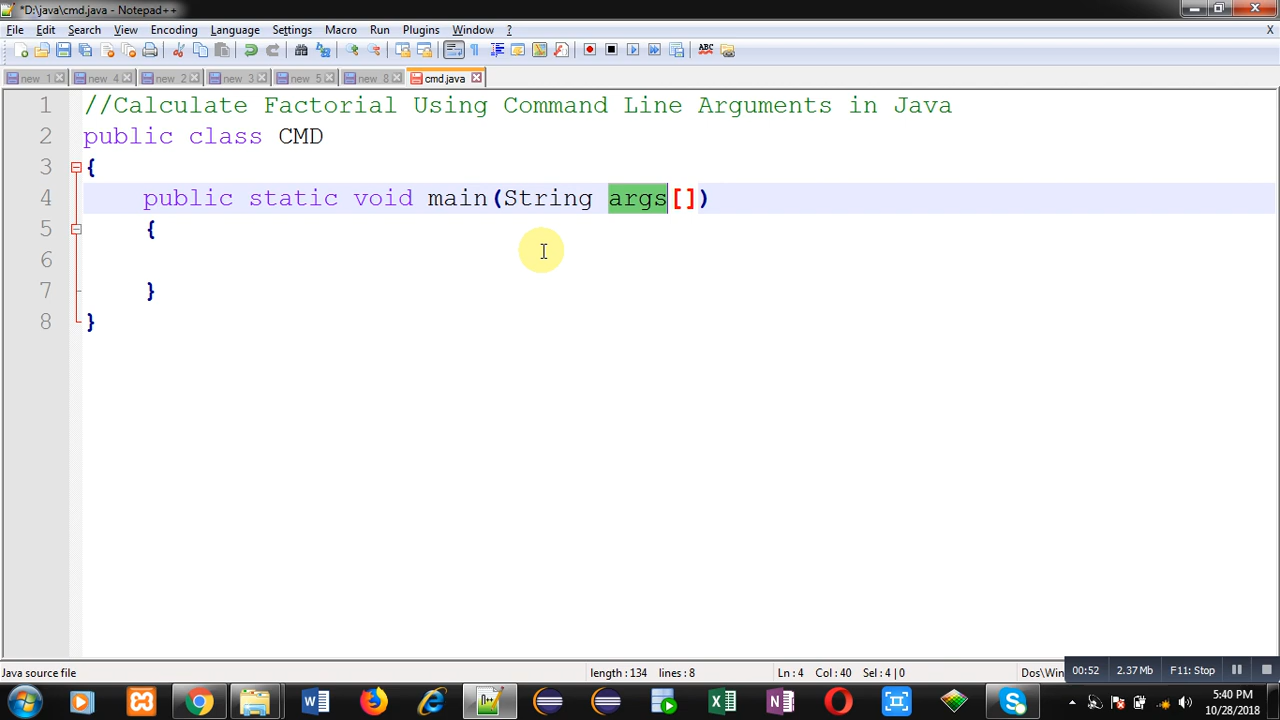 *D:\java\cmd.java - Notepad++
File Edit Search View Encoding Language Settings Macro Run Plugins Window ? X
new 1 new 4 new 2 new 3 new 5 new 8 cmd.java
1 //Calculate Factorial Using Command Line Arguments in Java
2 public class CMD
3 {
4 public static void main(String args[])
5 {
6
7 }
8 }
Java source file length : 134 lines : 8 Ln : 4 Col : 40 Sel : 4 | 0 Dos\Win 00:52 2.37 Mb F11: Stop
5:40 PM
10/28/2018